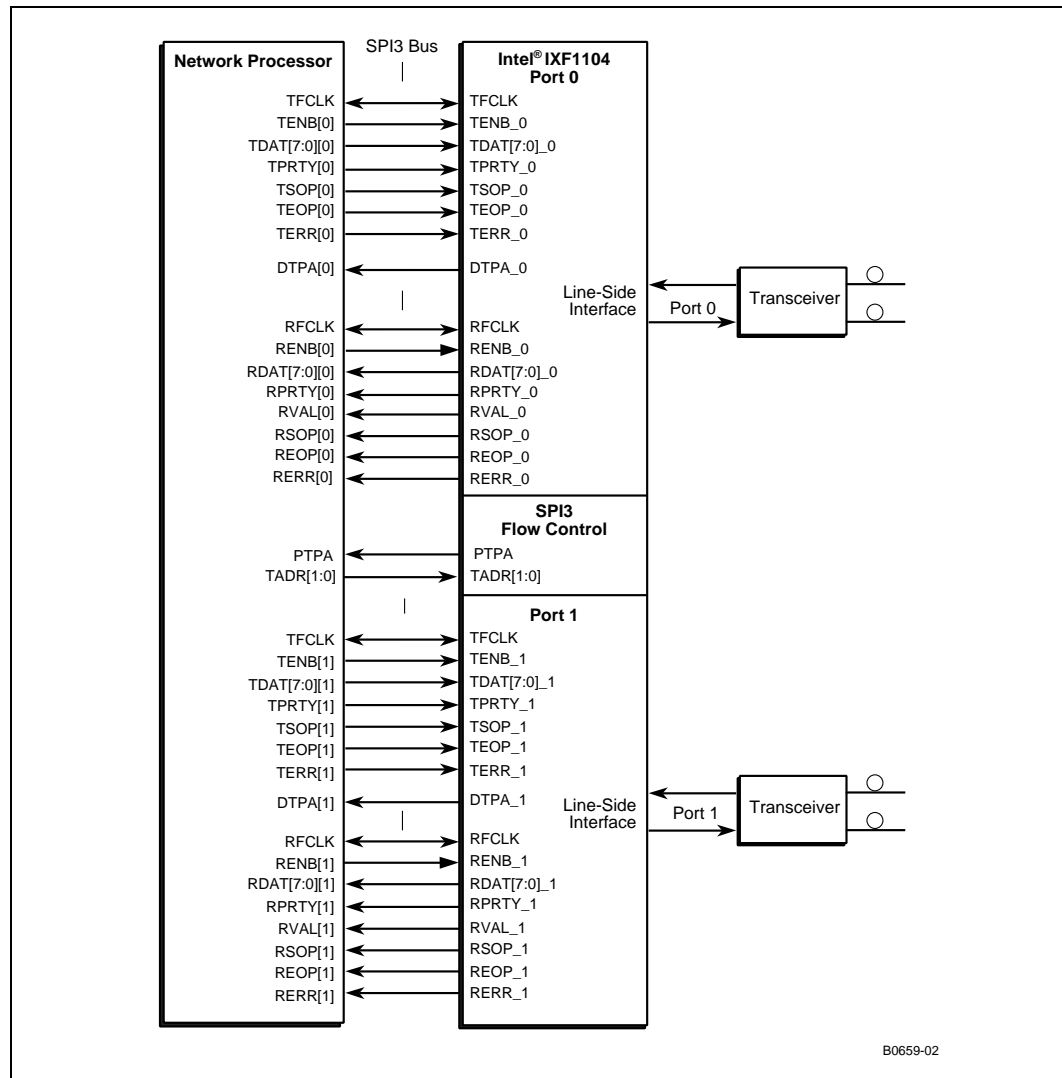 SPI3 Bus
Network Processor
Intel® IXF1104
Port 0
TFCLK TFCLK
TENB[0] TENB_0
TDAT[7:0][0] TDAT[7:0]_0
TPRTY[0] TPRTY_0
TSOP[0] TSOP_0
TEOP[0] TEOP_0
TERR[0] TERR_0
DTPA[0] DTPA_0
Line-Side
Interface
Port 0
Transceiver
RFCLK RFCLK
RENB[0] RENB_0
RDAT[7:0][0] RDAT[7:0]_0
RPRTY[0] RPRTY_0
RVAL[0] RVAL_0
RSOP[0] RSOP_0
REOP[0] REOP_0
RERR[0] RERR_0
SPI3
Flow Control
PTPA PTPA
TADR[1:0] TADR[1:0]
Port 1
TFCLK TFCLK
TENB[1] TENB_1
TDAT[7:0][1] TDAT[7:0]_1
TPRTY[1] TPRTY_1
TSOP[1] TSOP_1
TEOP[1] TEOP_1
TERR[1] TERR_1
DTPA[1] DTPA_1
Line-Side
Interface
Port 1
Transceiver
RFCLK RFCLK
RENB[1] RENB_1
RDAT[7:0][1] RDAT[7:0]_1
RPRTY[1] RPRTY_1
RVAL[1] RVAL_1
RSOP[1] RSOP_1
REOP[1] REOP_1
RERR[1] RERR_1
B0659-02